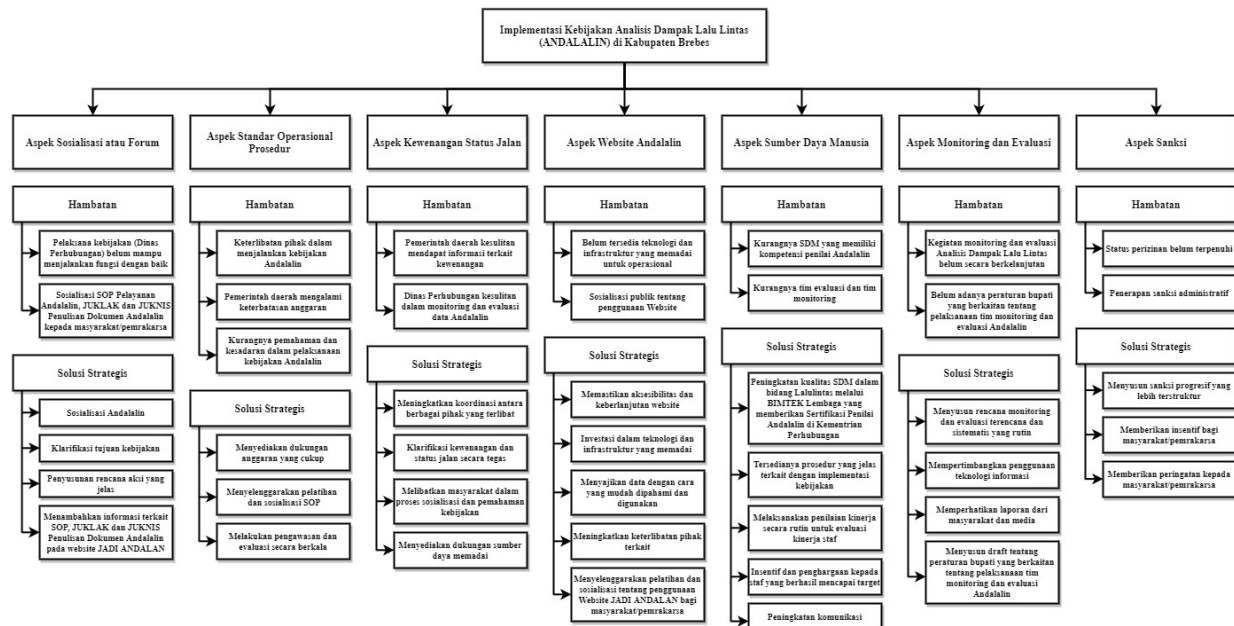 Implementasi Kebijakan Analisis Dampak Lalu Lintas
(ANDALALIN) di Kabupaten Brebes
Aspek Sosialisasi atau Forum
Hambatan
Pelaksana kebijakan (Dinas
Perhubungan) belum mampu
menjalankan fungsi dengan baik
Sosialisasi SOP Pelayanan
Andalalin, JUKLAK dan JUKNIS
Penulisan Dokumen Andalalin
kepada masyarakat/pemrakarsa
Solusi Strategis
Sosialisasi Andalalin
Klarifikasi tujuan kebijakan
Penyusunan rencana aksi yang
jelas
Menambahkan informasi terkait
SOP, JUKLAK dan JUKNIS
Penulisan Dokumen Andalalin
pada website JADI ANDALAN
Aspek Standar Operasional
Prosedur
Hambatan
Keterlibatan pihak dalam
menjalankan kebijakan
Andalalin
Pemerintah daerah mengalami
keterbatasan anggaran
Kurangnya pemahaman dan
kesadaran dalam pelaksanaan
kebijakan Andalalin
Solusi Strategis
Menyediakan dukungan
anggaran yang cukup
Menyelenggarakan pelatihan
dan sosialisasi SOP
Melakukan pengawasan dan
evaluasi secara berkala
Aspek Kewenangan Status Jalan
Hambatan
Pemerintah daerah kesulitan
mendapat informasi terkait
kewenangan
Dinas Perhubungan kesulitan
dalam monitoring dan evaluasi
data Andalalin
Solusi Strategis
Meningkatkan koordinasi antara
berbagai pihak yang terlibat
Klarifikasi kewenangan dan
status jalan secara tegas
Melibatkan masyarakat dalam
proses sosialisasi dan pemahaman
kebijakan
Menyediakan dukungan sumber
daya memadai
Aspek Website Andalalin
Hambatan
Belum tersedia teknologi dan
infrastruktur yang memadai
untuk operasional
Sosialisasi publik tentang
penggunaan Website
Solusi Strategis
Memastikan aksesibilitas dan
keberlanjutan website
Investasi dalam teknologi dan
infrastruktur yang memadai
Menyajikan data dengan cara
yang mudah dipahami dan
digunakan
Meningkatkan keterlibatan pihak
terkait
Menyelenggarakan pelatihan dan
sosialisasi tentang penggunaan
Website JADI ANDALAN bagi
masyarakat/pemrakarsa
Aspek Sumber Daya Manusia
Hambatan
Kurangnya SDM yang memiliki
kompetensi penilai Andalalin
Kurangnya tim evaluasi dan tim
monitoring
Solusi Strategis
Peningkatan kualitas SDM dalam
bidang Lalulintas melalui
BIMTEK Lembaga yang
memberikan Sertifikasi Penilai
Andalalin di Kementrian
Perhubungan
Tersedianya prosedur yang jelas
terkait dengan implementasi
kebijakan
Melaksanakan penilaian kinerja
secara rutin untuk evaluasi
kinerja staf
Insentif dan penghargaan kepada
staf yang berhasil mencapai target
Peningkatan komunikasi
Aspek Monitoring dan Evaluasi
Hambatan
Kegiatan monitoring dan evaluasi
Analisis Dampak Lalu Lintas
belum secara berkelanjutan
Belum adanya peraturan bupati
yang berkaitan tentang
pelaksanaan tim monitoring dan
evaluasi Andalalin
Solusi Strategis
Menyusun rencana monitoring
dan evaluasi terencana dan
sistematis yang rutin
Mempertimbangkan penggunaan
teknologi informasi
Memperhatikan laporan dari
masyarakat dan media
Menyusun draft tentang
peraturan bupati yang berkaitan
tentang pelaksanaan tim
monitoring dan evaluasi
Andalalin
Aspek Sanksi
Hambatan
Status perizinan belum terpenuhi
Penerapan sanksi administratif
Solusi Strategis
Menyusun sanksi progresif yang
lebih terstruktur
Memberikan insentif bagi
masyarakat/pemrakarsa
Memberikan peringatan kepada
masyarakat/pemrakarsa